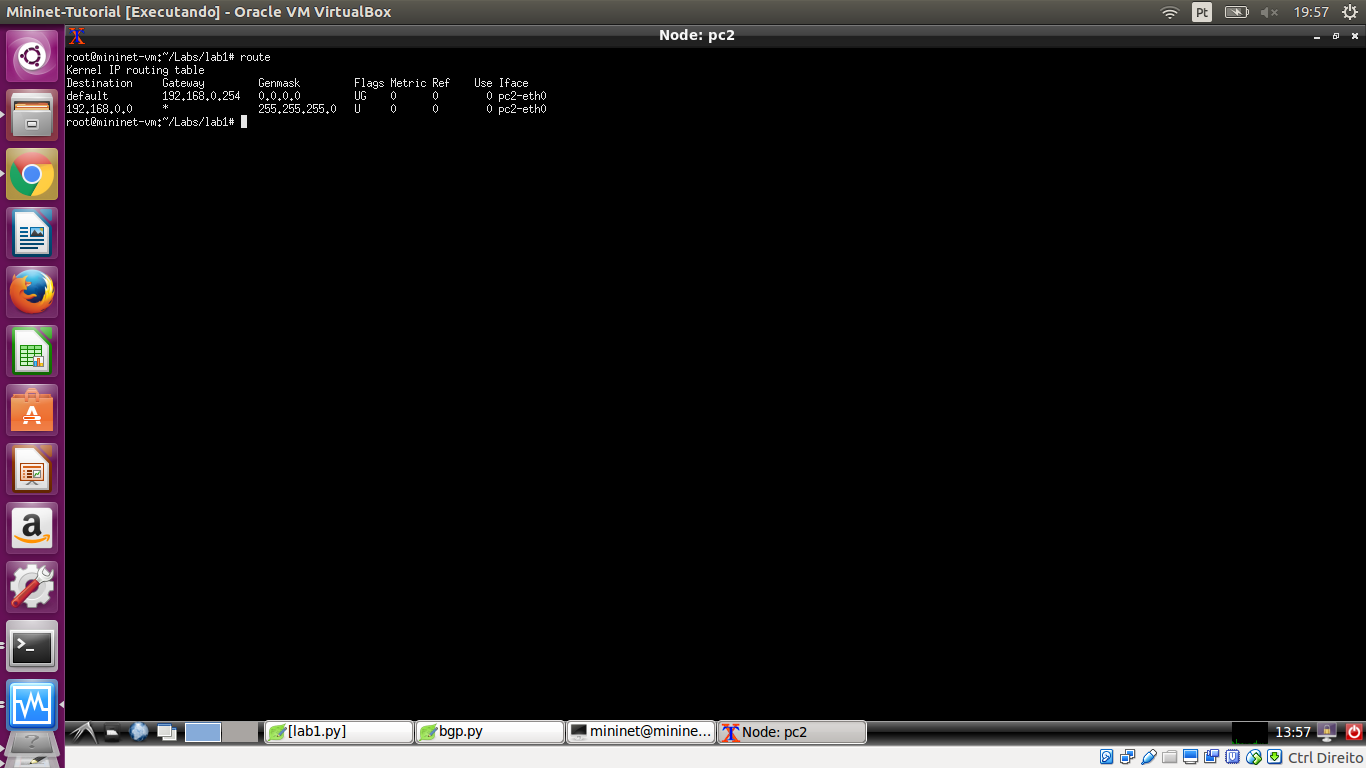 Mininet-Tutorial [Executando] - Oracle VM VirtualBox
Pt
19:57
Node: pc2
root@mininet-vm:~/Labs/lab1# route
Kernel IP routing table
Destination Gateway Genmask Flags Metric Ref Use Iface
default 192.168.0.254 0.0.0.0 UG 0 0 0 pc2-eth0
192.168.0.0 * 255.255.255.0 U 0 0 0 pc2-eth0
root@mininet-vm:~/Labs/lab1#
[lab1.py]
bgp.py
mininet@minine...
Node: pc2
13:57
Ctrl Direito